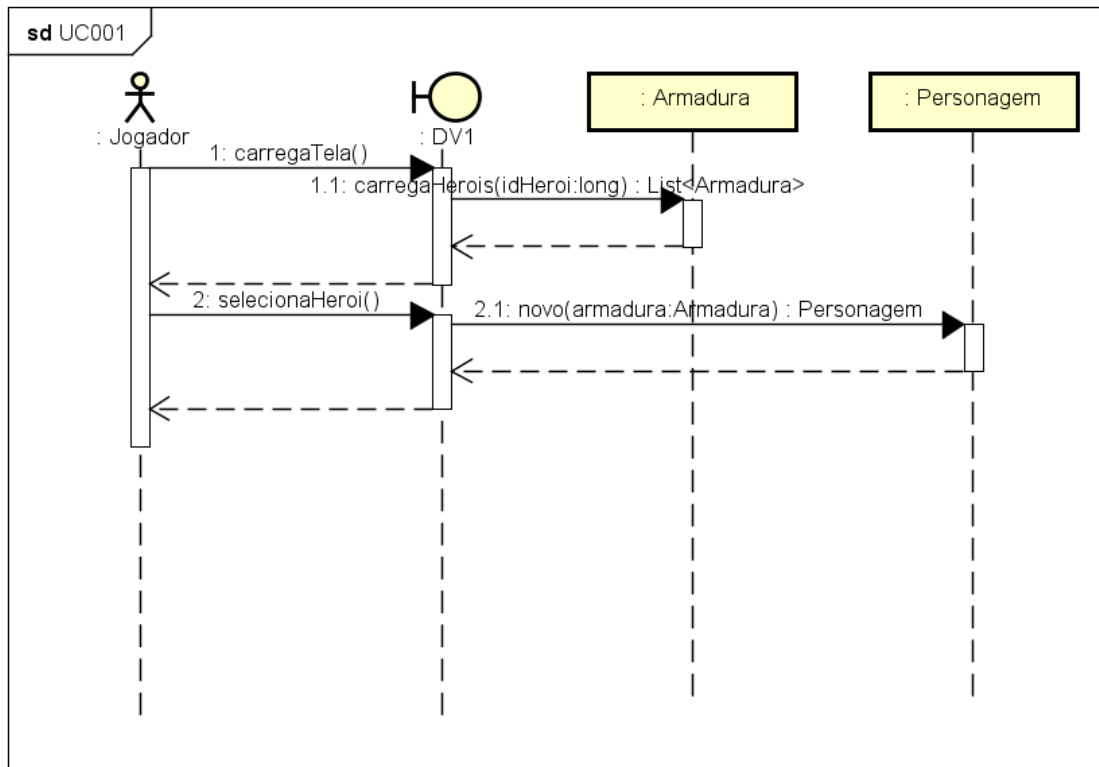 sd UC001
: Jogador
: DV1
: Armadura
: Personagem
1: carregaTela()
1.1: carregaHerois(idHeroi:long) : List<Armadura>
2: selecionaHeroi()
2.1: novo(armadura:Armadura) : Personagem